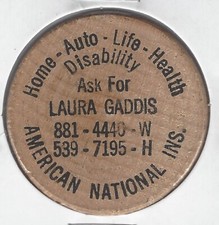 Home - Auto - Life - Health
Disability
Ask For
LAURA GADDIS
881 - 4440 - W
539 - 7195 - H
AMERICAN NATIONAL INS.